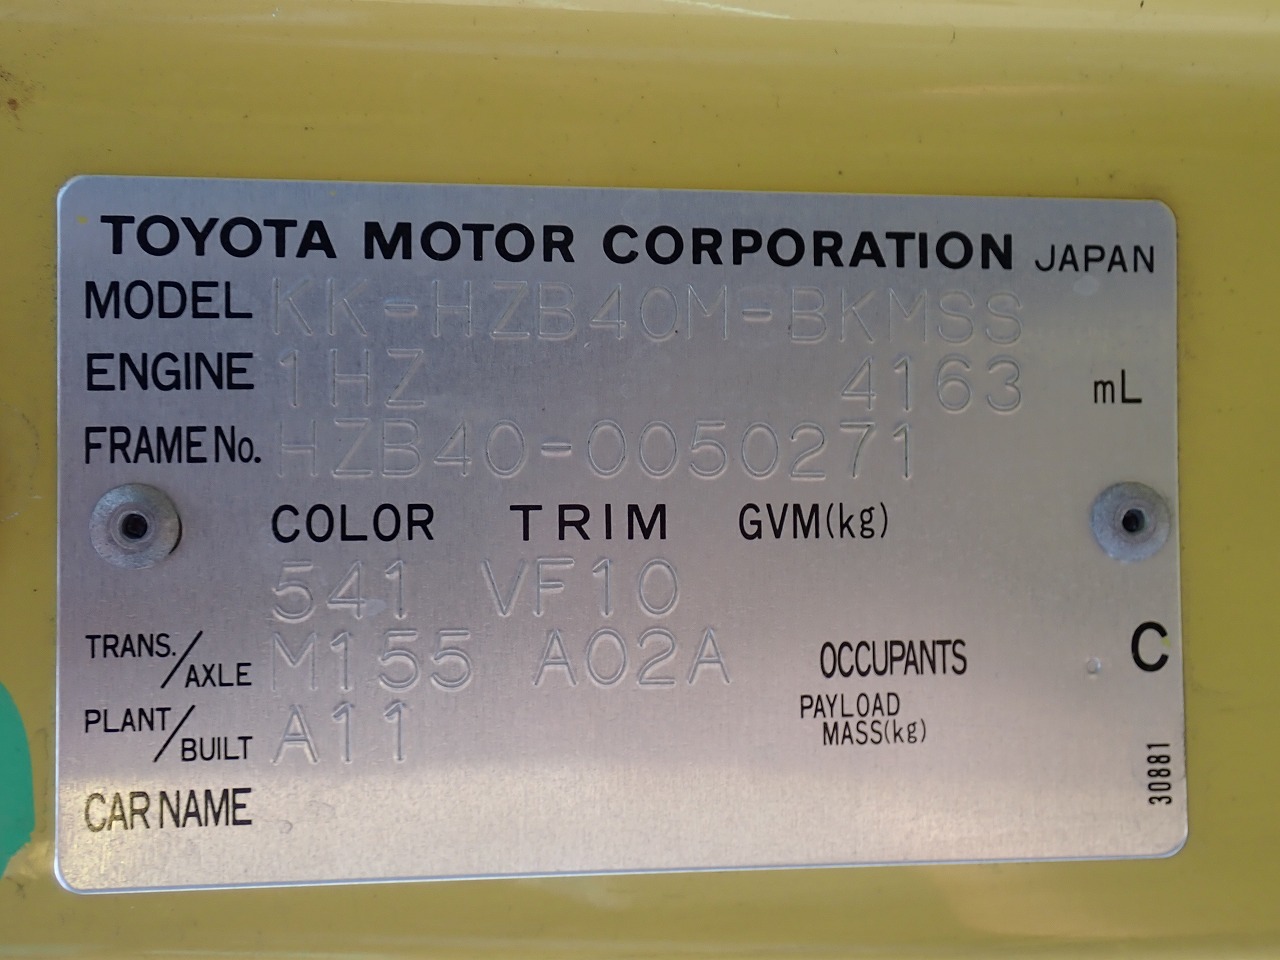 TOYOTA MOTOR CORPORATION JAPAN
MODEL KK-HZB40M-BKMSS
ENGINE 1HZ 4163 mL
FRAME No. HZB40-0050271
COLOR TRIM GVM(kg)
541 VF10
C
TRANS./AXLE M155 A02A OCCUPANTS
PLANT/BUILT A11 PAYLOAD MASS(kg)
CAR NAME
30881